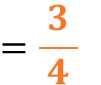 = 3/4